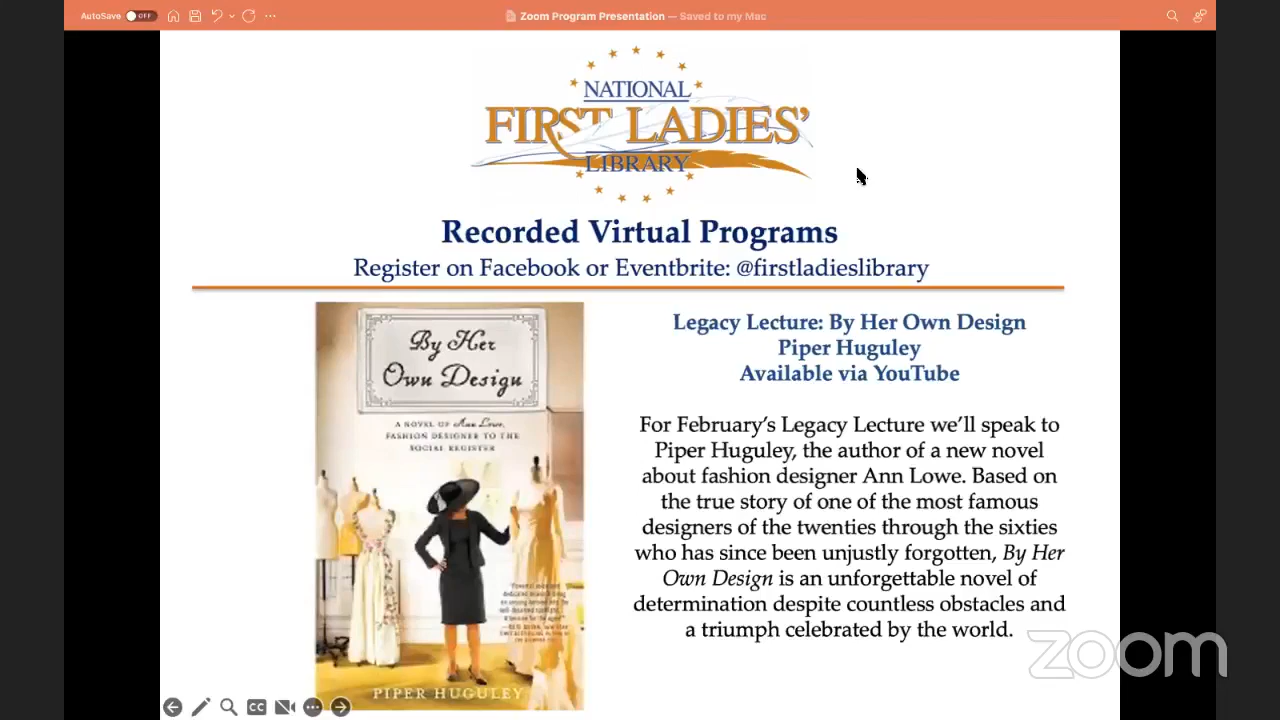 AutoSave OFF
Zoom Program Presentation — Saved to my Mac
NATIONAL
FIRST LADIES'
LIBRARY
Recorded Virtual Programs
Register on Facebook or Eventbrite: @firstladieslibrary
By Her
Own Design
A NOVEL OF Ann Lowe,
FASHION DESIGNER TO THE
SOCIAL REGISTER
PIPER HUGULEY
Legacy Lecture: By Her Own Design
Piper Huguley
Available via YouTube
For February's Legacy Lecture we'll speak to
Piper Huguley, the author of a new novel
about fashion designer Ann Lowe. Based on
the true story of one of the most famous
designers of the twenties through the sixties
who has since been unjustly forgotten, By Her
Own Design is an unforgettable novel of
determination despite countless obstacles and
a triumph celebrated by the world.
zoom
CC